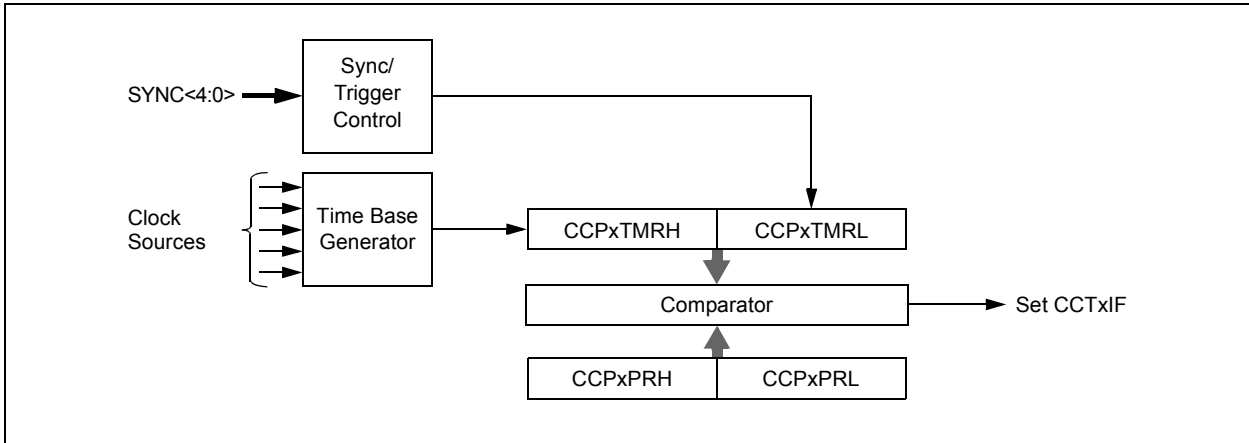 SYNC<4:0>
Sync/
Trigger
Control
Clock
Sources
Time Base
Generator
CCPxTMRH
CCPxTMRL
Comparator
Set CCTxIF
CCPxPRH
CCPxPRL